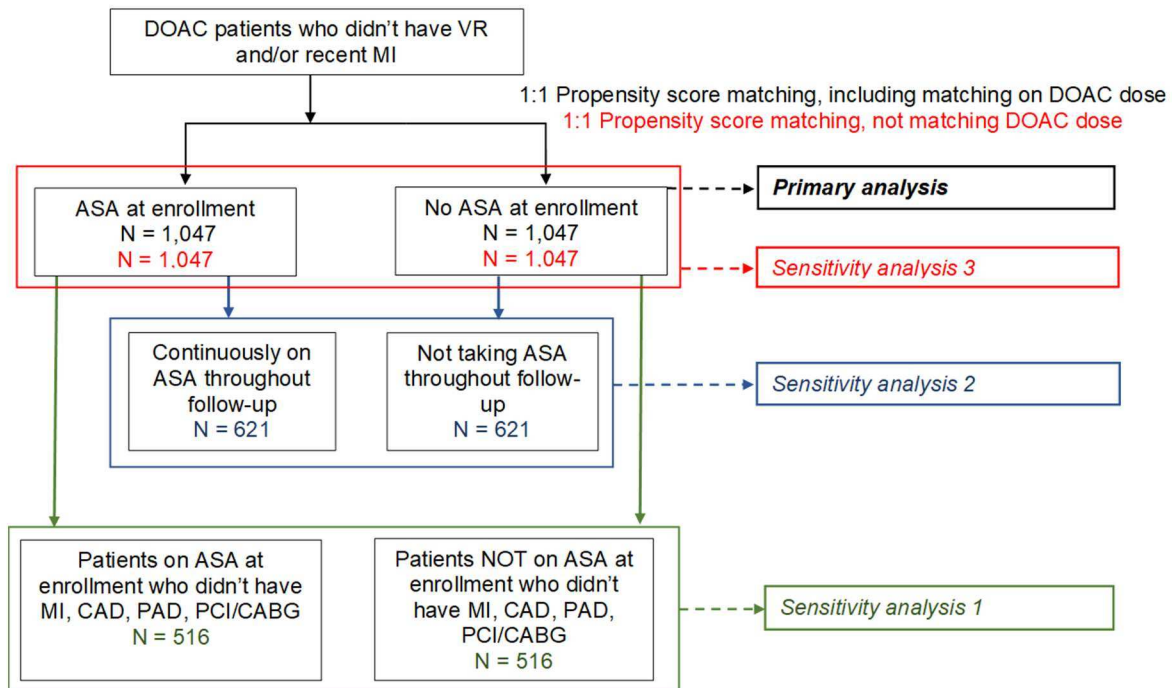 DOAC patients who didn't have VR
and/or recent MI
1:1 Propensity score matching, including matching on DOAC dose
1:1 Propensity score matching, not matching DOAC dose
ASA at enrollment
N = 1,047
N = 1.047
No ASA at enrollment
N = 1,047
N = 1.047
Primary analysis
Sensitivity analysis 3
Continuously on
ASA throughout
follow-up
N = 621
Not taking ASA
throughout follow-
up
N = 621
Sensitivity analysis 2
Patients on ASA at
enrollment who didn't have
MI, CAD, PAD, PCI/CABG
N = 516
Patients NOT on ASA at
enrollment who didn't
have MI, CAD, PAD,
PCI/CABG
N = 516
Sensitivity analysis 1